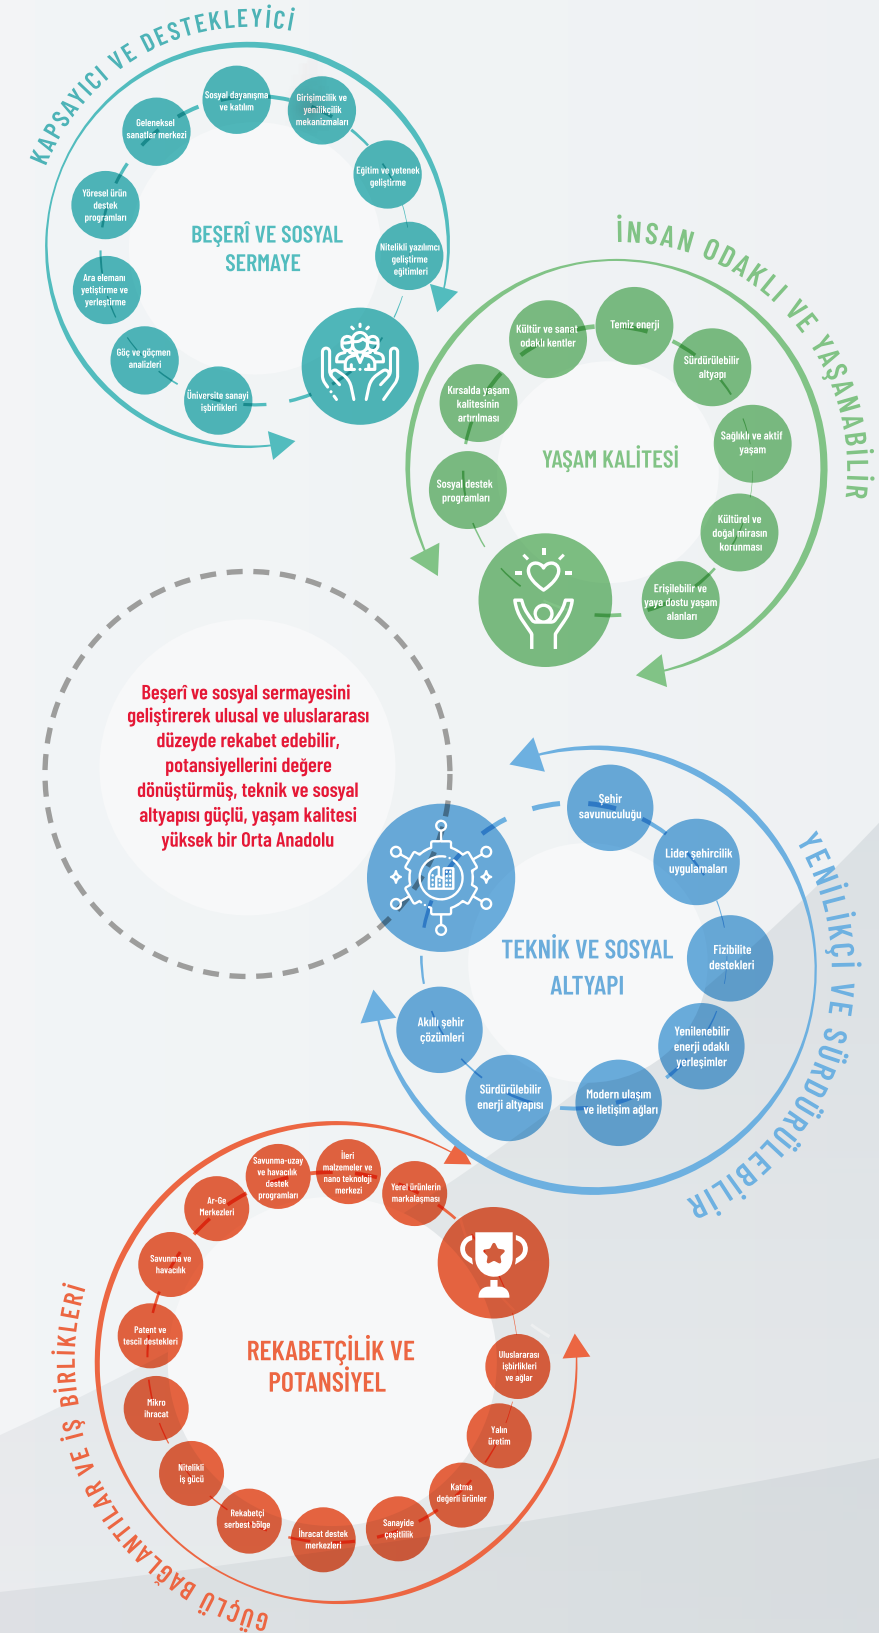 KAPSAYICI VE DESTEKLEYİCİ
BEŞERÎ VE SOSYAL
SERMAYE
Sosyal dayanışma
ve katılım
Girişimcilik ve
yenilikçilik
mekanizmaları
Eğitim ve yetenek
geliştirme
Nitelikli yazılımcı
geliştirme
eğitimleri
Geleneksel
sanatlar merkezi
Yöresel ürün
destek
programları
Ara elemanı
yetiştirme ve
yerleştirme
Göç ve göçmen
analizleri
Üniversite sanayi
işbirlikleri
İNSAN ODAKLI VE YAŞANABİLİR
YAŞAM KALİTESİ
Temiz enerji
Sürdürülebilir
altyapı
Sağlıklı ve aktif
yaşam
Kültürel ve
doğal mirasın
korunması
Erişilebilir ve
yaya dostu yaşam
alanları
Kültür ve sanat
odaklı kentler
Kırsalda yaşam
kalitesinin
artırılması
Sosyal destek
programları
Beşerî ve sosyal sermayesini
geliştirerek ulusal ve uluslararası
düzeyde rekabet edebilir,
potansiyellerini değere
dönüştürmüş, teknik ve sosyal
altyapısı güçlü, yaşam kalitesi
yüksek bir Orta Anadolu
YENİLİKÇİ VE SÜRDÜRÜLEBİLİR
TEKNİK VE SOSYAL
ALTYAPI
Şehir
savunuculuğu
Lider şehircilik
uygulamaları
Fizibilite
destekleri
Yenilenebilir
enerji odaklı
yerleşimler
Modern ulaşım
ve iletişim ağları
Sürdürülebilir
enerji altyapısı
Akıllı şehir
çözümleri
GÜÇLÜ BAĞLANTILAR VE İŞ BİRLİKLERİ
REKABETÇİLİK VE
POTANSİYEL
Yerel ürünlerin
markalaşması
İleri
malzemeler ve
nano teknoloji
merkezi
Savunma-uzay
ve havacılık
destek
programları
Ar-Ge
Merkezleri
Savunma ve
havacılık
Patent ve
tescil destekleri
Mikro
ihracat
Nitelikli
iş gücü
Rekabetçi
serbest bölge
İhracat destek
merkezleri
Sanayide
çeşitlilik
Katma
değerli ürünler
Yalın
üretim
Uluslararası
işbirlikleri
ve ağlar